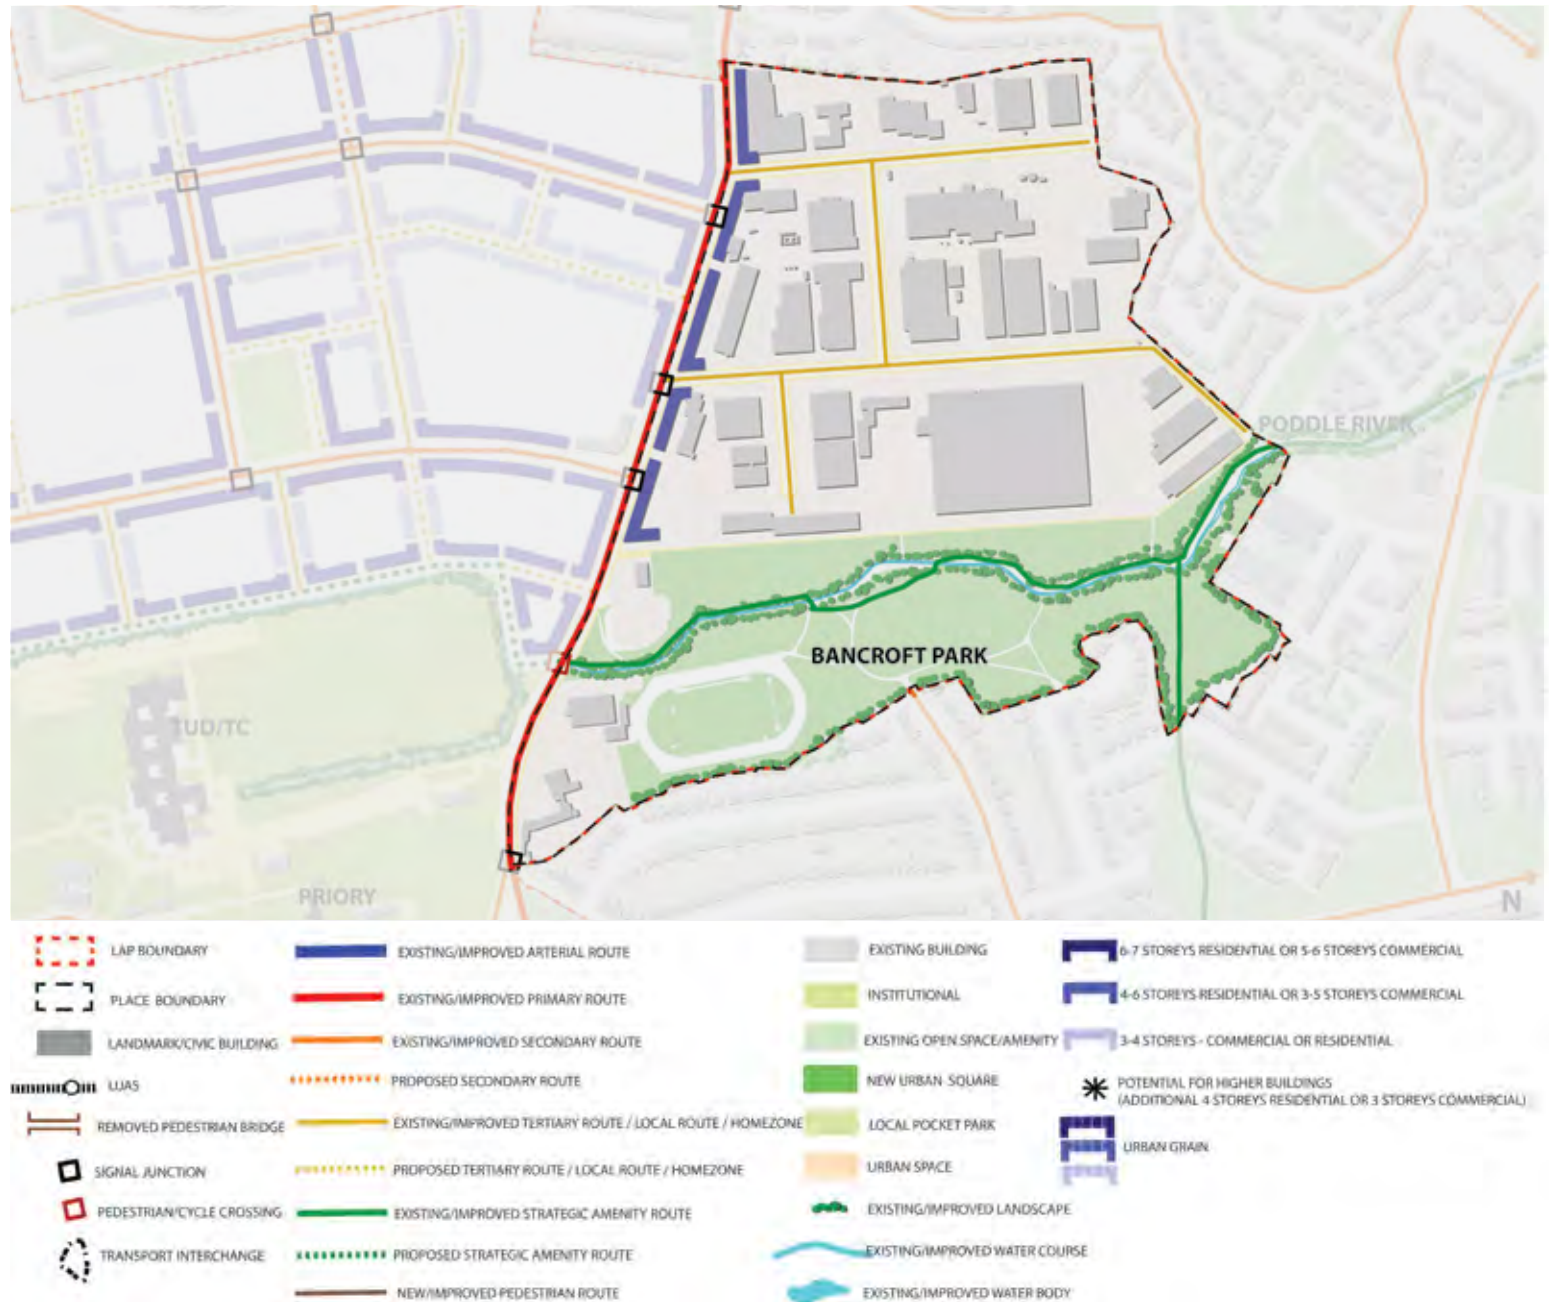 PODDLE RIVER
BANCROFT PARK
TUD/TC
PRIORY
N
LAP BOUNDARY
PLACE BOUNDARY
LANDMARK/CIVIC BUILDING
LUAS
REMOVED PEDESTRIAN BRIDGE
SIGNAL JUNCTION
PEDESTRIAN/CYCLE CROSSING
TRANSPORT INTERCHANGE
EXISTING/IMPROVED ARTERIAL ROUTE
EXISTING/IMPROVED PRIMARY ROUTE
EXISTING/IMPROVED SECONDARY ROUTE
PROPOSED SECONDARY ROUTE
EXISTING/IMPROVED TERTIARY ROUTE / LOCAL ROUTE / HOMEZONE
PROPOSED TERTIARY ROUTE / LOCAL ROUTE / HOMEZONE
EXISTING/IMPROVED STRATEGIC AMENITY ROUTE
PROPOSED STRATEGIC AMENITY ROUTE
NEW/IMPROVED PEDESTRIAN ROUTE
EXISTING BUILDING
INSTITUTIONAL
EXISTING OPEN SPACE/AMENITY
NEW URBAN SQUARE
LOCAL POCKET PARK
URBAN SPACE
EXISTING/IMPROVED LANDSCAPE
EXISTING/IMPROVED WATER COURSE
EXISTING/IMPROVED WATER BODY
6-7 STOREYS RESIDENTIAL OR 5-6 STOREYS COMMERCIAL
4-6 STOREYS RESIDENTIAL OR 3-5 STOREYS COMMERCIAL
3-4 STOREYS - COMMERCIAL OR RESIDENTIAL
POTENTIAL FOR HIGHER BUILDINGS
(ADDITIONAL 4 STOREYS RESIDENTIAL OR 3 STOREYS COMMERCIAL)
URBAN GRAIN